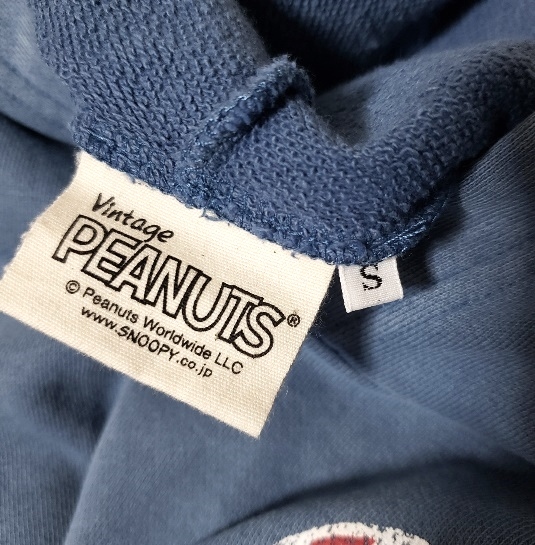 Vintage
PEANUTS®
© Peanuts Worldwide LLC
www.SNOOPY.co.jp
S